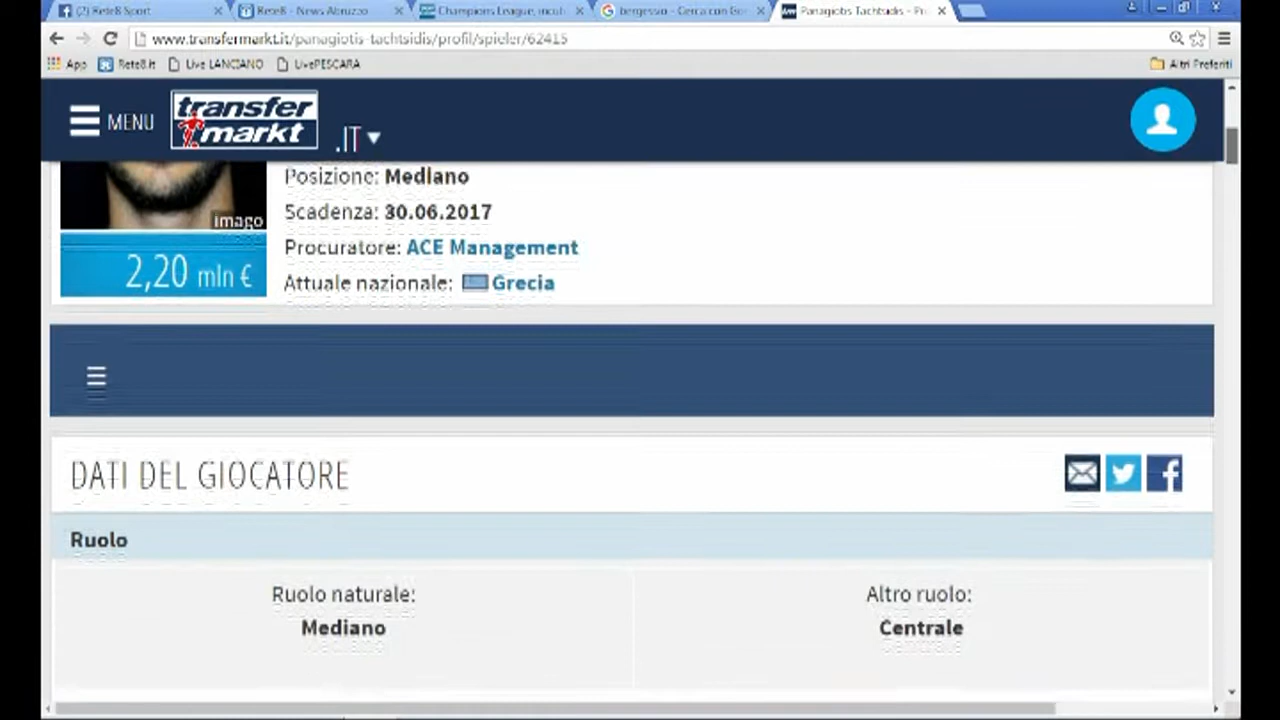 (2) Rete8 Sport
Rete8 - News Abruzzo
Champions League, incult
bergessio - Cerca con Goo
Panagiotis Tachtsidis - Pro
www.transfermarkt.it/panagiotis-tachtsidis/profil/spieler/62415
App
Rete8.it
Live LANCIANO
LivePESCARA
Altri Preferiti
MENU
transfer
markt
.IT
Posizione: Mediano
imago
Scadenza: 30.06.2017
Procuratore: ACE Management
2,20 mln €
Attuale nazionale: Grecia
DATI DEL GIOCATORE
Ruolo
Ruolo naturale:
Altro ruolo:
Mediano
Centrale